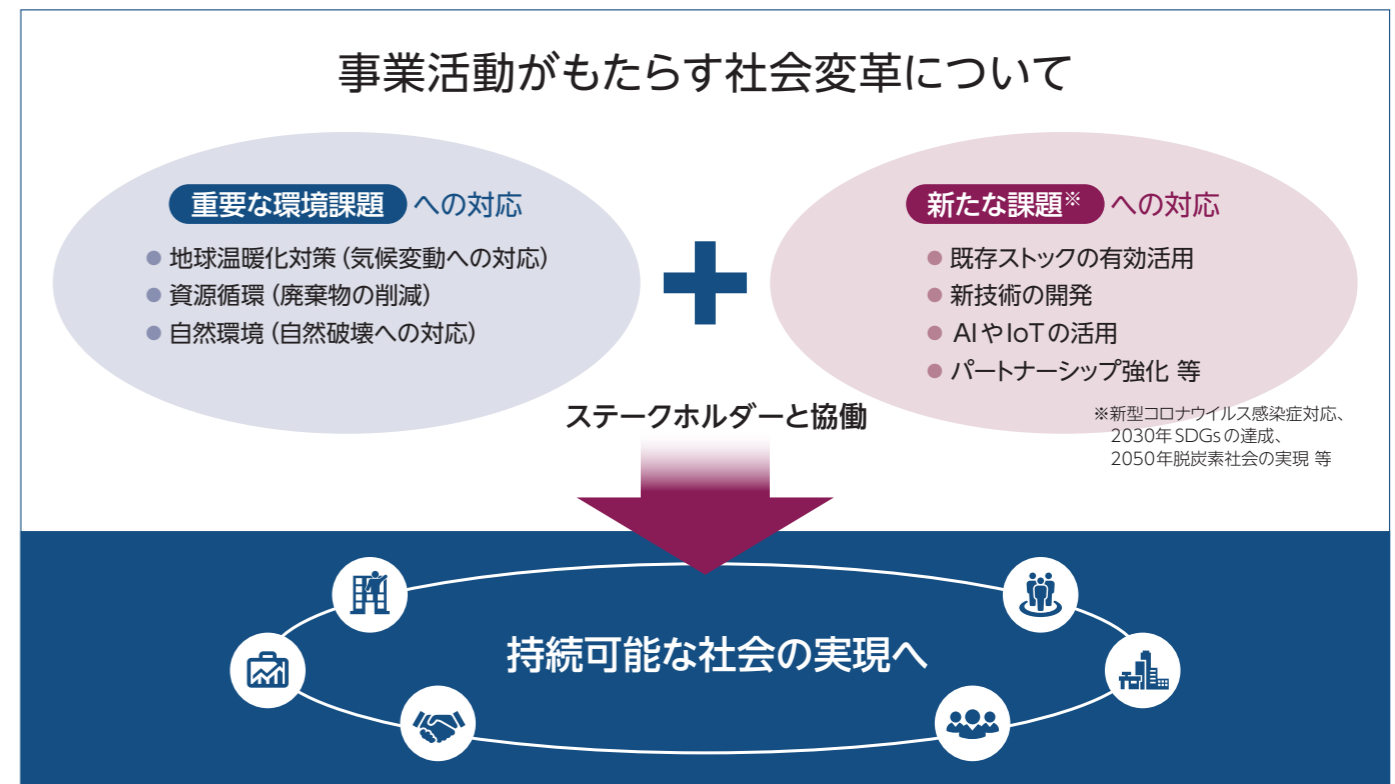 事業活動がもたらす社会変革について
重要な環境課題 への対応
● 地球温暖化対策 (気候変動への対応)
● 資源循環 (廃棄物の削減)
● 自然環境 (自然破壊への対応)
新たな課題※ への対応
● 既存ストックの有効活用
● 新技術の開発
● AIやIoTの活用
● パートナーシップ強化 等
※新型コロナウイルス感染症対応、
2030年SDGsの達成、
2050年脱炭素社会の実現 等
ステークホルダーと協働
持続可能な社会の実現へ